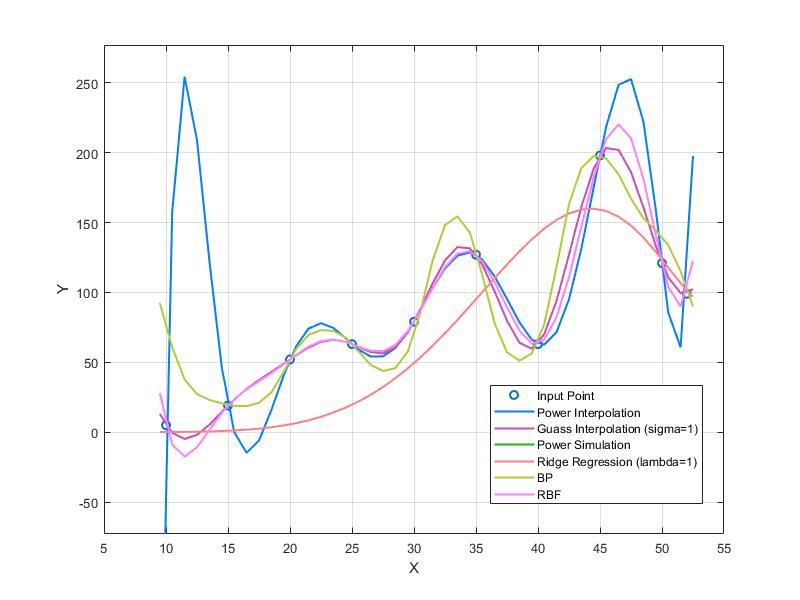 250
200
150
100
50
0
-50
Y
5 10 15 20 25 30 35 40 45 50 55
X
Input Point
Power Interpolation
Guass Interpolation (sigma=1)
Power Simulation
Ridge Regression (lambda=1)
BP
RBF